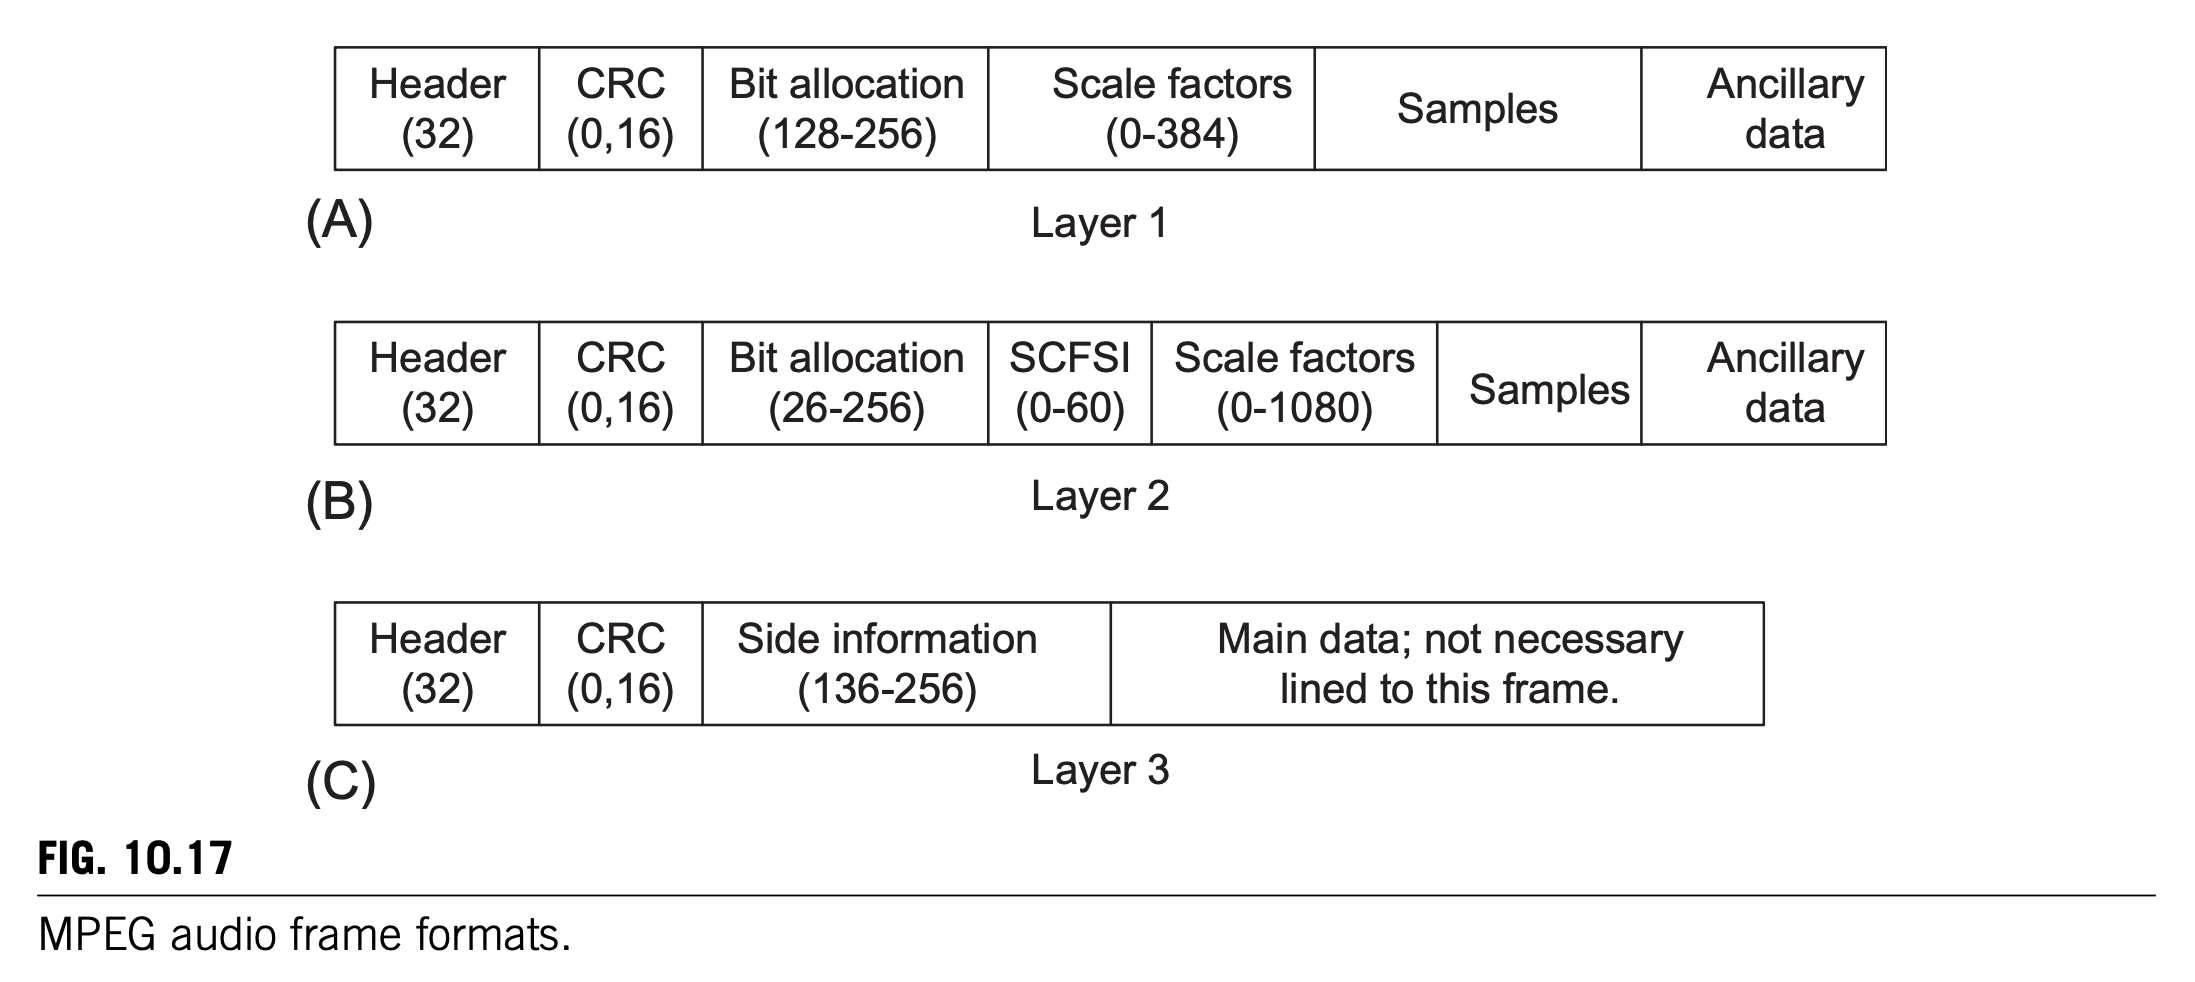 Header CRC Bit allocation Scale factors Samples Ancillary
(32) (0,16) (128-256) (0-384) data
(A) Layer 1
Header CRC Bit allocation SCFSI Scale factors Samples Ancillary
(32) (0,16) (26-256) (0-60) (0-1080) data
(B) Layer 2
Header CRC Side information Main data; not necessary
(32) (0,16) (136-256) lined to this frame.
(C) Layer 3
FIG. 10.17
MPEG audio frame formats.